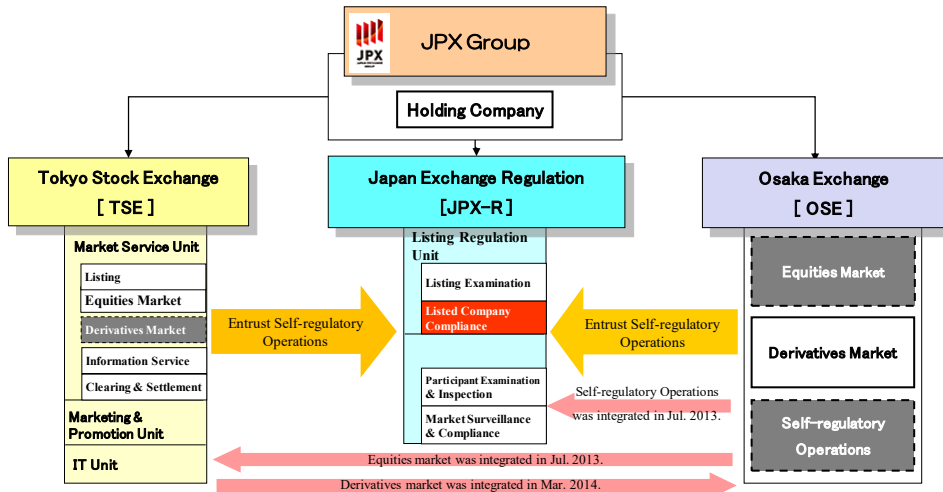 JPX Group
JPX
Holding Company
Tokyo Stock Exchange
[ TSE ]
Japan Exchange Regulation
[JPX-R]
Osaka Exchange
[ OSE ]
Market Service Unit
Listing
Equities Market
Derivatives Market
Information Service
Clearing & Settlement
Marketing &
Promotion Unit
IT Unit
Entrust Self-regulatory
Operations
Listing Regulation
Unit
Listing Examination
Listed Company
Compliance
Participant Examination
& Inspection
Market Surveillance
& Compliance
Entrust Self-regulatory
Operations
Self-regulatory Operations
was integrated in Jul. 2013.
Equities Market
Derivatives Market
Self-regulatory
Operations
Equities market was integrated in Jul. 2013.
Derivatives market was integrated in Mar. 2014.